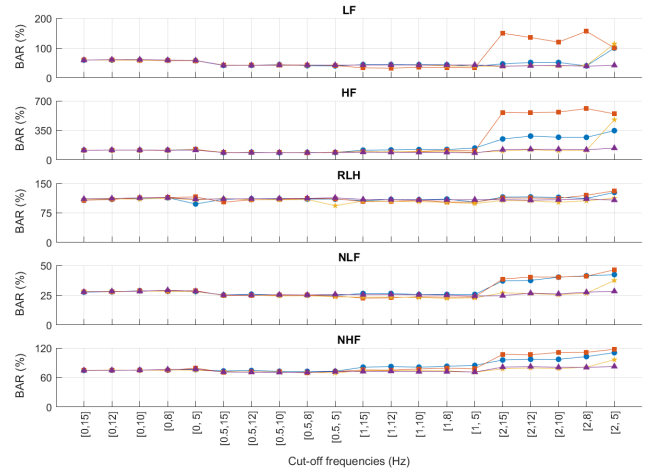 LF
200
100
0
BAR (%)
HF
700
350
0
BAR (%)
RLH
150
75
0
BAR (%)
NLF
50
25
0
BAR (%)
NHF
120
60
0
BAR (%)
[0,15] [0,12] [0,10] [0,8] [0, 5] [0.5,15] [0.5,12] [0.5,10] [0.5,8] [0.5, 5] [1,15] [1,12] [1,10] [1,8] [1, 5] [2,15] [2,12] [2,10] [2,8] [2, 5]
Cut-off frequencies (Hz)